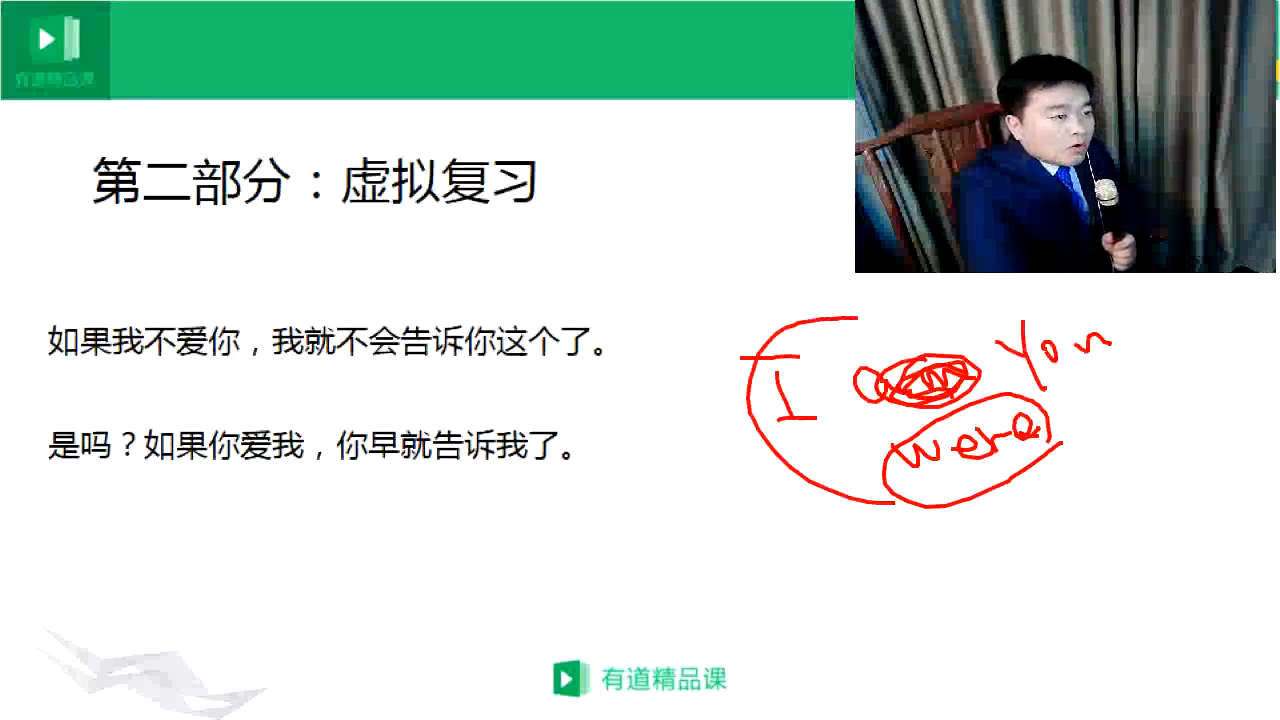 有道精品课
第二部分：虚拟复习
如果我不爱你，我就不会告诉你这个了。
I am You
were
是吗？如果你爱我，你早就告诉我了。
有道精品课